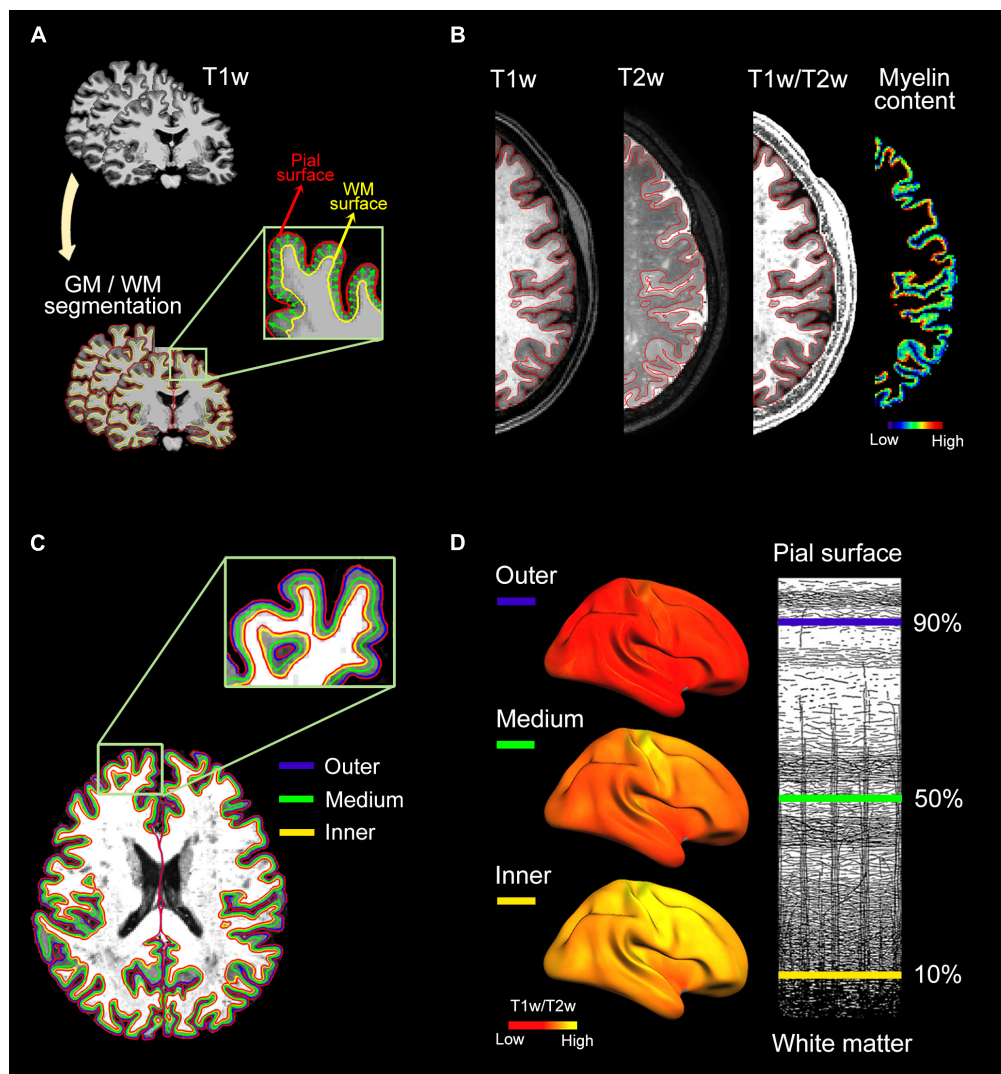 A
T1w
Pial
surface
WM
surface
GM / WM
segmentation
B
T1w
T2w
T1w/T2w
Myelin
content
Low
High
C
Outer
Medium
Inner
D
Outer
Medium
Inner
T1w/T2w
Low
High
Pial surface
90%
50%
10%
White matter